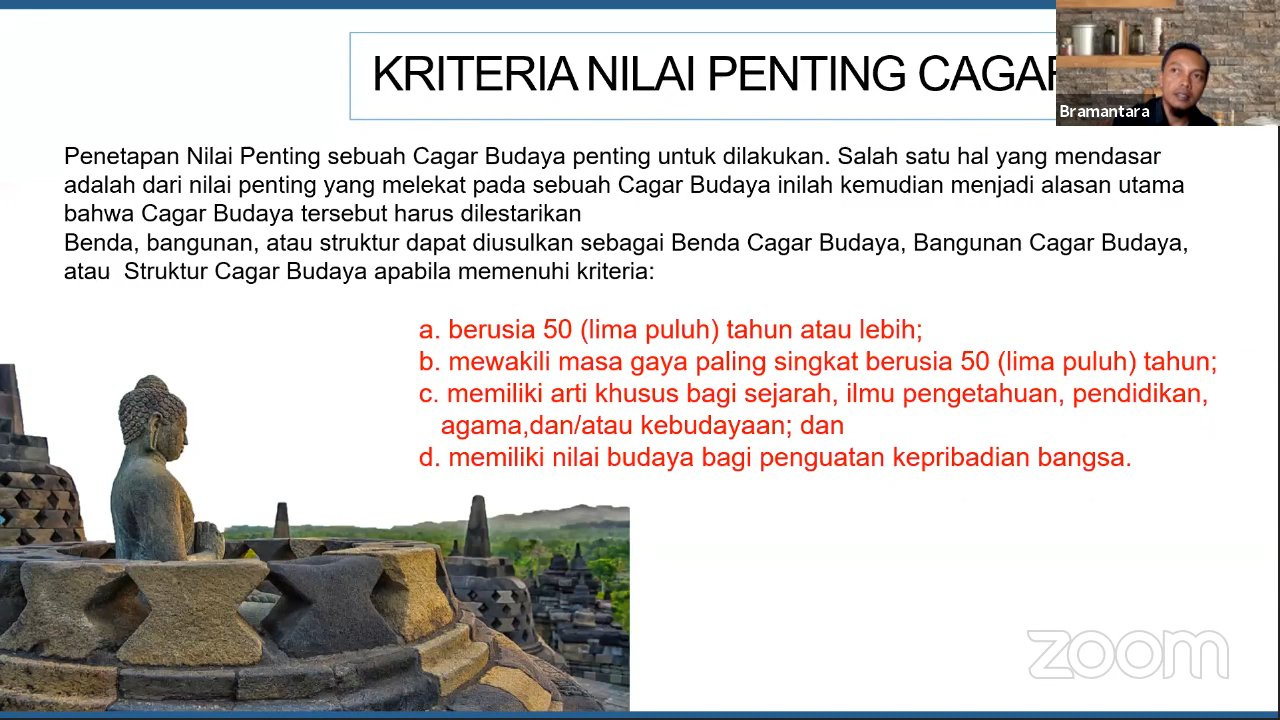 KRITERIA NILAI PENTING CAGAR
Bramantara
Penetapan Nilai Penting sebuah Cagar Budaya penting untuk dilakukan. Salah satu hal yang mendasar
adalah dari nilai penting yang melekat pada sebuah Cagar Budaya inilah kemudian menjadi alasan utama
bahwa Cagar Budaya tersebut harus dilestarikan
Benda, bangunan, atau struktur dapat diusulkan sebagai Benda Cagar Budaya, Bangunan Cagar Budaya,
atau Struktur Cagar Budaya apabila memenuhi kriteria:
a. berusia 50 (lima puluh) tahun atau lebih;
b. mewakili masa gaya paling singkat berusia 50 (lima puluh) tahun;
c. memiliki arti khusus bagi sejarah, ilmu pengetahuan, pendidikan,
agama,dan/atau kebudayaan; dan
d. memiliki nilai budaya bagi penguatan kepribadian bangsa.
zoom